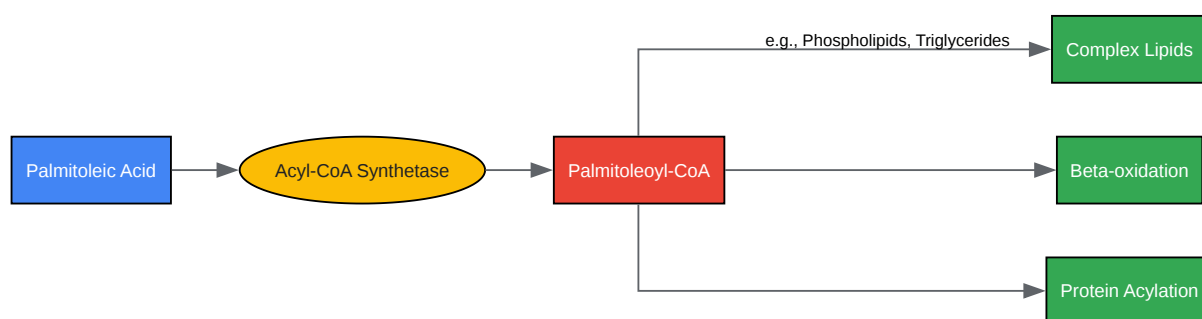 e.g., Phospholipids, Triglycerides
Complex Lipids
Palmitoleic Acid
Acyl-CoA Synthetase
Palmitoleoyl-CoA
Beta-oxidation
Protein Acylation